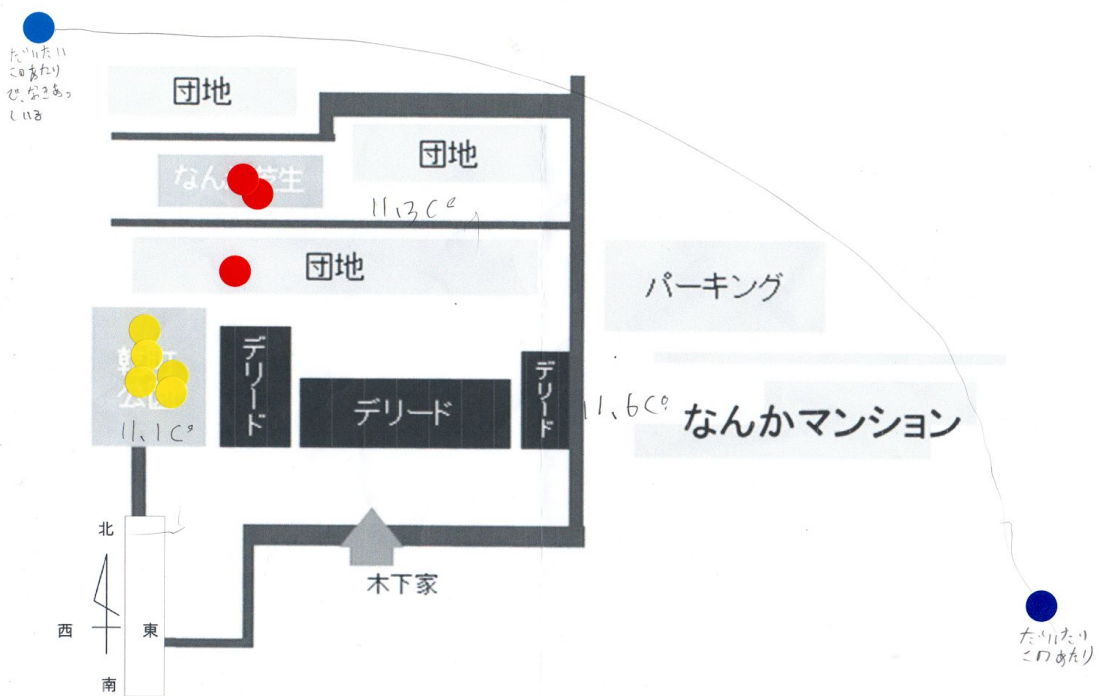 だいたい
このあたり
で、なきあっ
している
団地
団地
なん
芝生
11.3C°
団地
パーキング
公園
11.1C°
デリード
デリード
デリード
11.6C°
なんかマンション
北
西
東
南
木下家
だいたい
このあたり